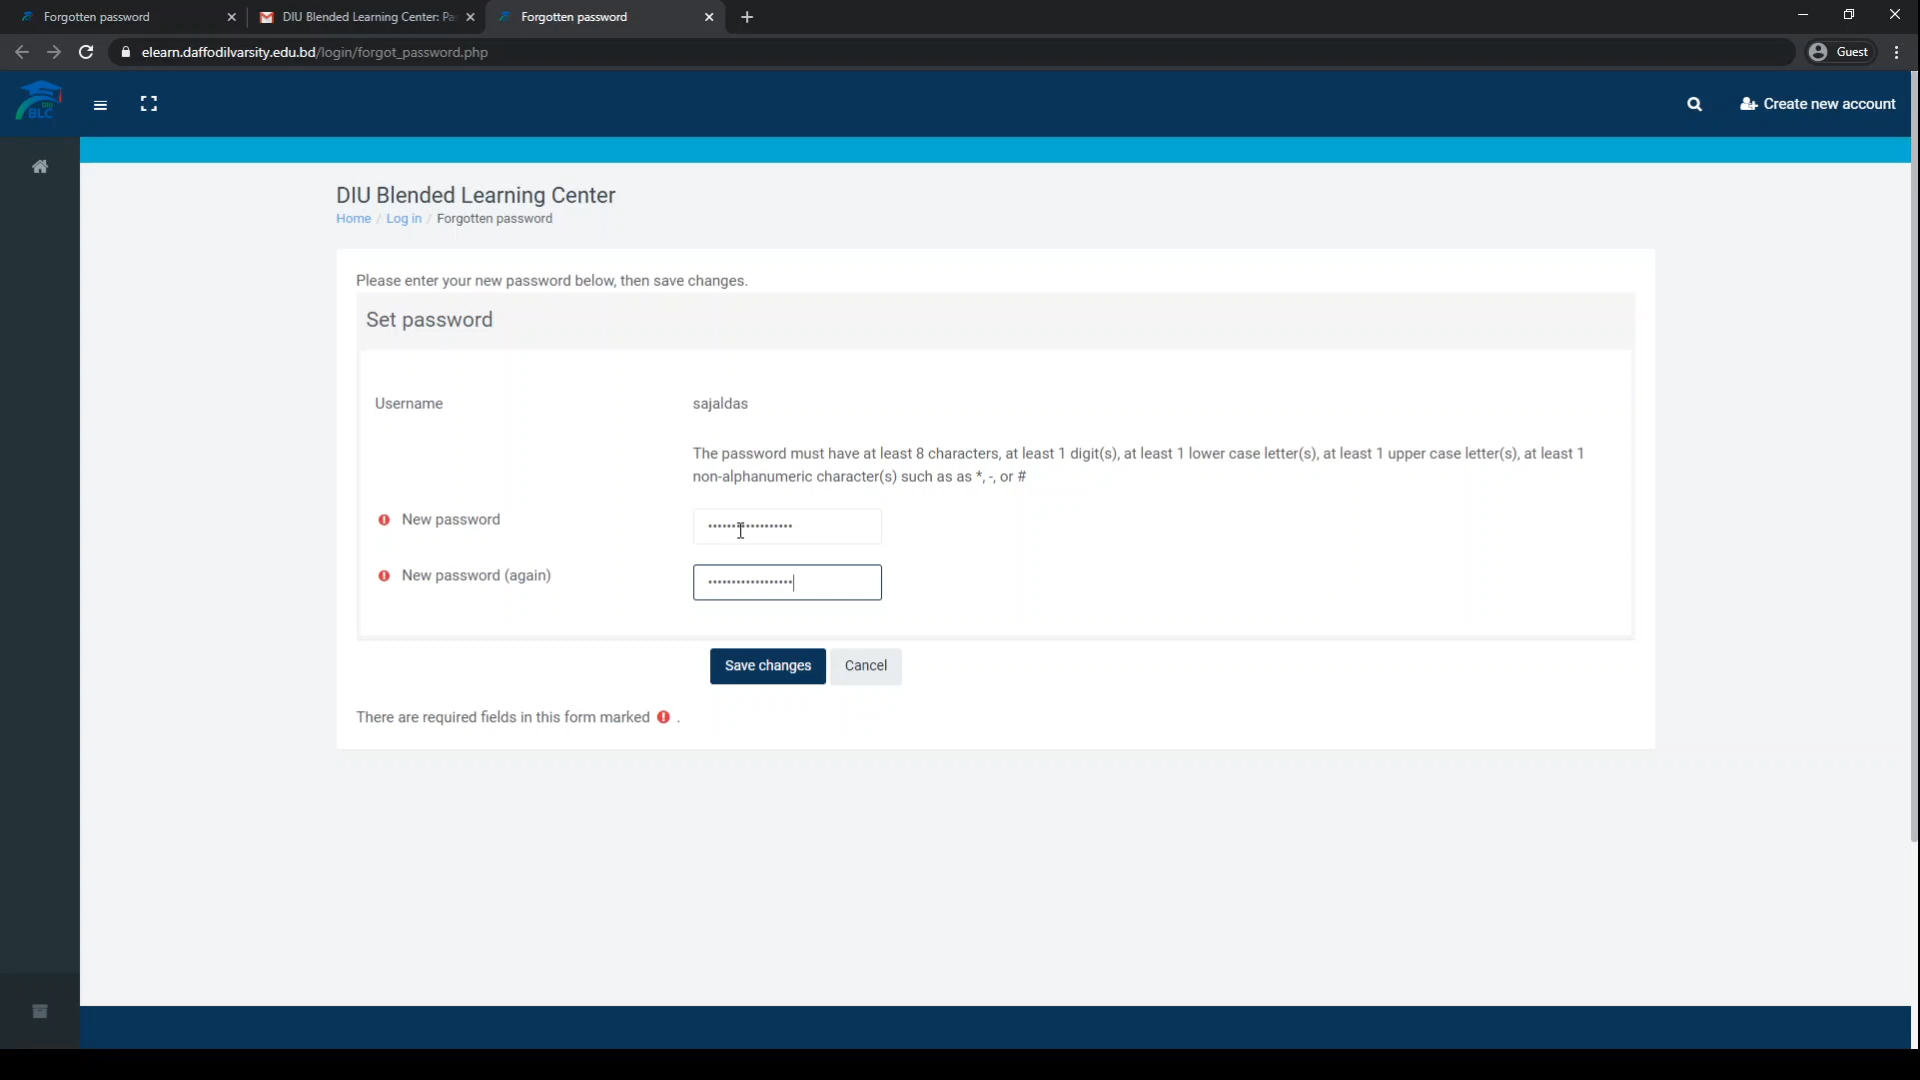 Forgotten password
DIU Blended Learning Center: Pa
Forgotten password
elearn.daffodilvarsity.edu.bd/login/forgot_password.php
Guest
DIU
BLC
Create new account
DIU Blended Learning Center
Home / Log in / Forgotten password
Please enter your new password below, then save changes.
Set password
Username
sajaldas
The password must have at least 8 characters, at least 1 digit(s), at least 1 lower case letter(s), at least 1 upper case letter(s), at least 1
non-alphanumeric character(s) such as as *, -, or #
New password
••••••••••••••••••
New password (again)
••••••••••••••••••
Save changes
Cancel
There are required fields in this form marked .